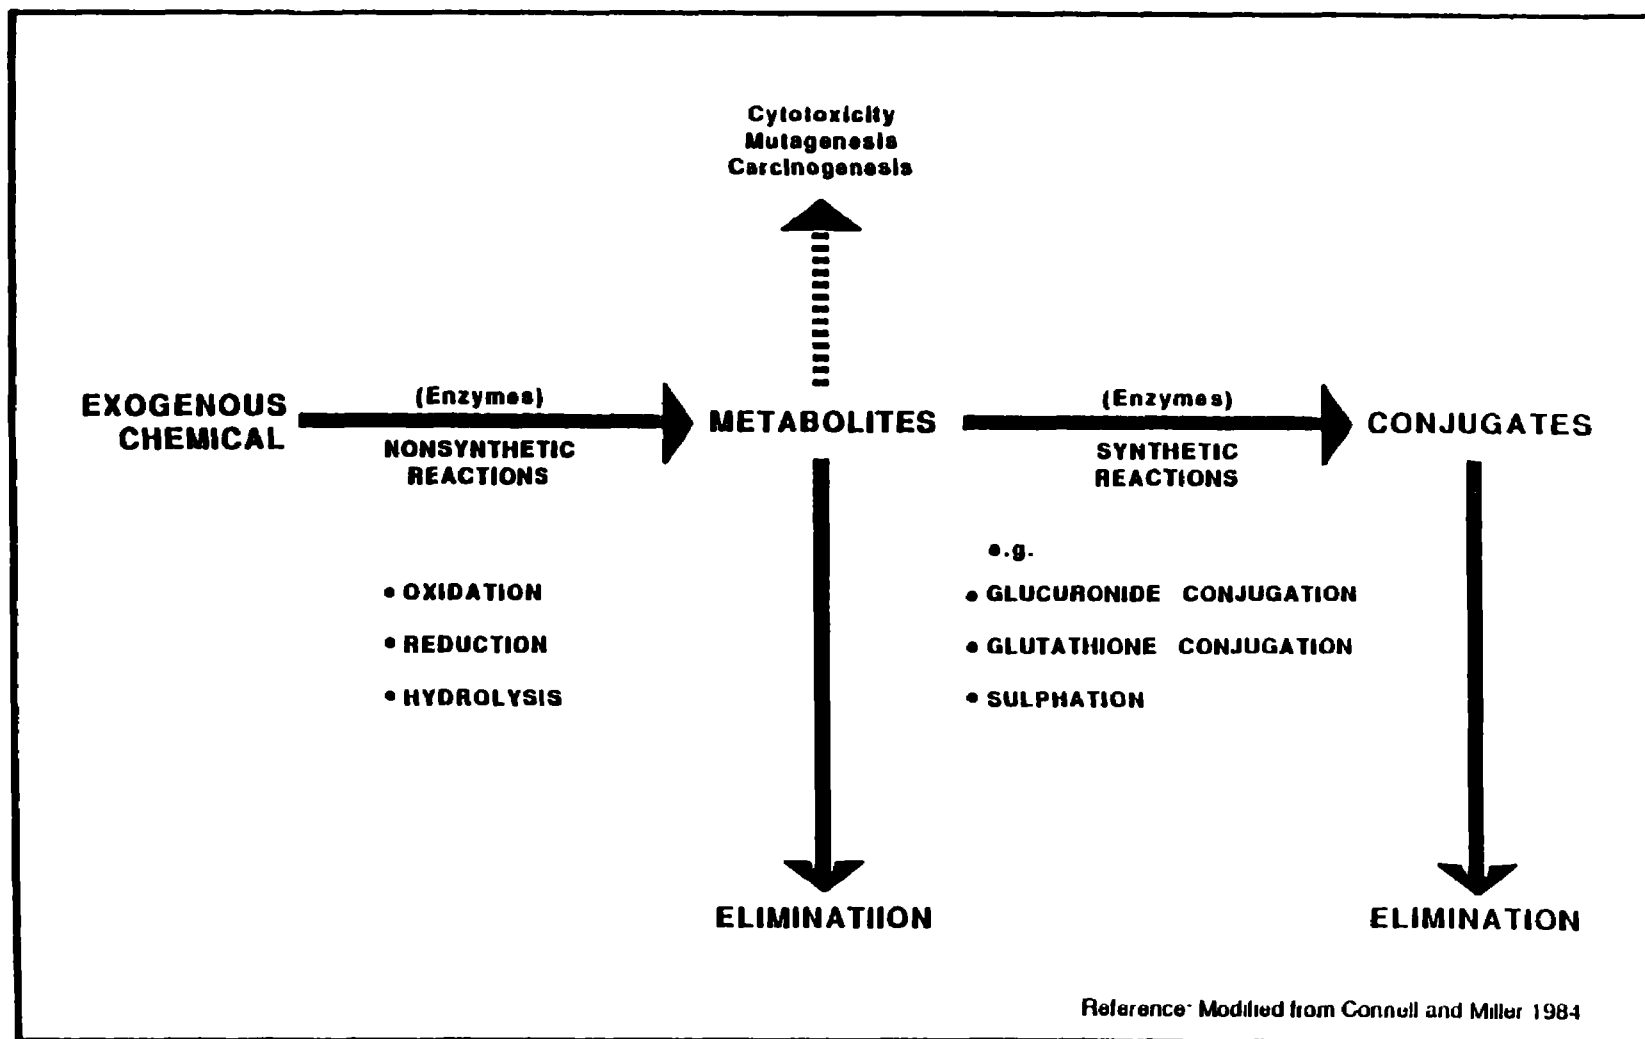 Cytotoxicity
Mutagenesis
Carcinogenesis
EXOGENOUS
CHEMICAL
(Enzymes)
NONSYNTHETIC
REACTIONS
METABOLITES
(Enzymes)
SYNTHETIC
REACTIONS
CONJUGATES
• OXIDATION
• REDUCTION
• HYDROLYSIS
e.g.
• GLUCURONIDE CONJUGATION
• GLUTATHIONE CONJUGATION
• SULPHATION
ELIMINATIION
ELIMINATION
Reference: Modified from Connell and Miller 1984